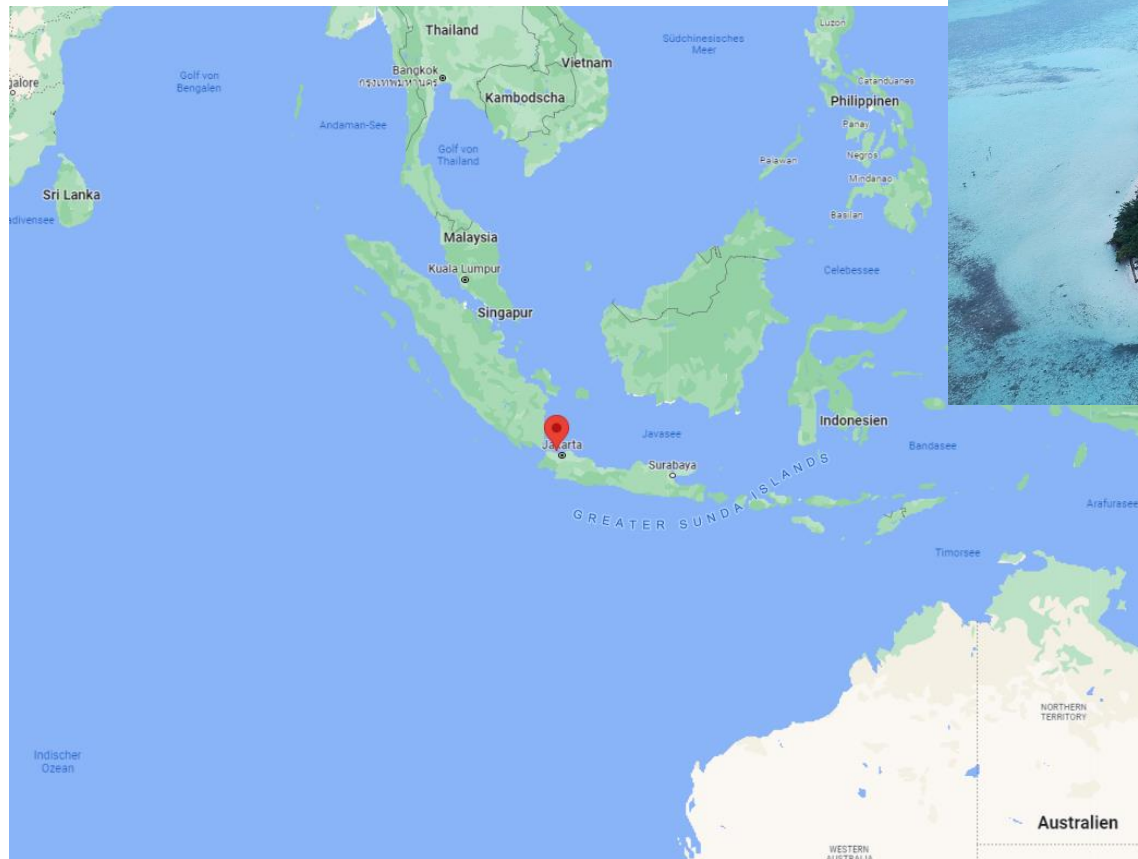 Thailand
Bangkok
กรุงเทพมหานคร
Vietnam
Kambodscha
Südchinesisches
Meer
Luzon
Catanduanes
Philippinen
Panay
Negros
Palawan
Mindanao
Basilan
Golf von
Bengalen
Andaman-See
Golf von
Thailand
galore
Sri Lanka
adivensee
Malaysia
Kuala Lumpur
Singapur
Celebessee
Indonesien
Javasee
Bandasee
Jakarta
Surabaya
GREATER SUNDA ISLANDS
Arafurasee
Timorsee
NORTHERN
TERRITORY
Indischer
Ozean
Australien
WESTERN
AUSTRALIA